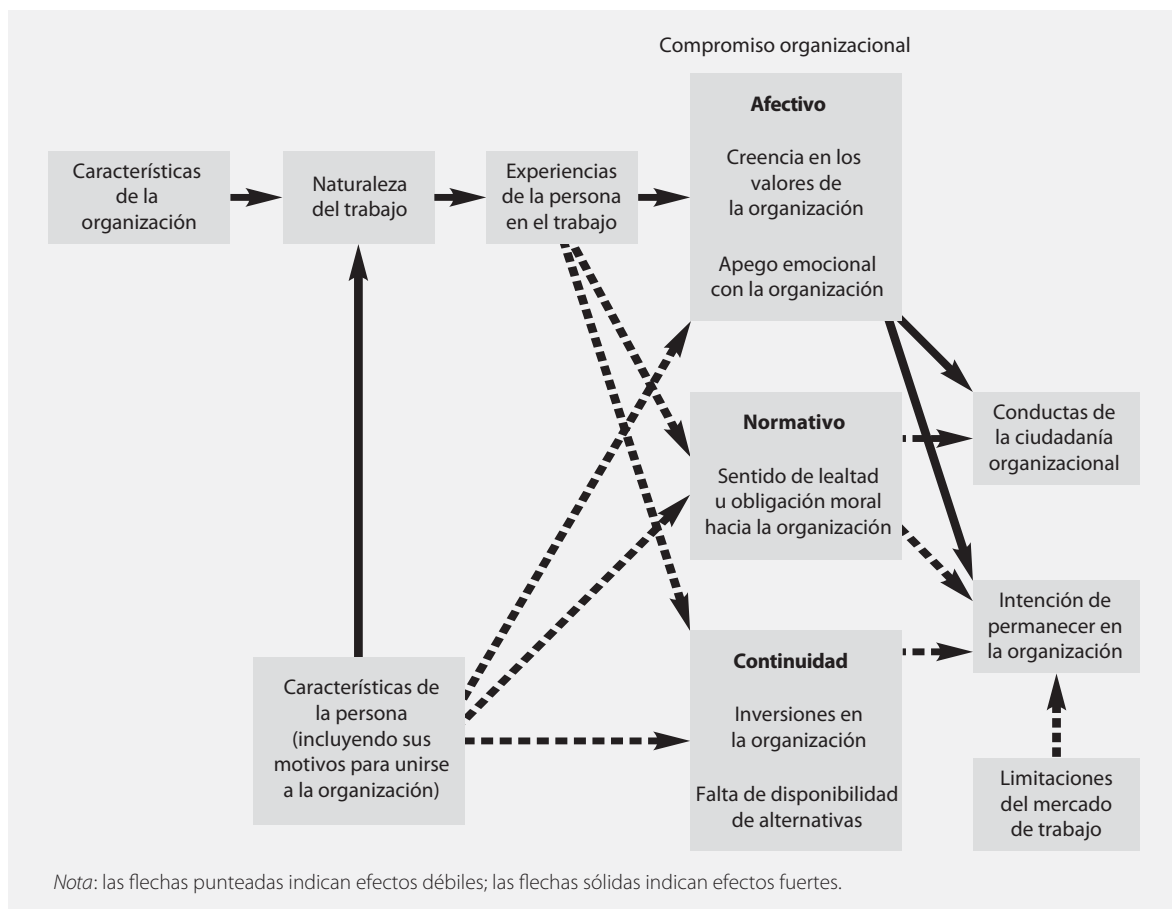 Compromiso organizacional
Afectivo
Creencia en los
valores de
la organización
Apego emocional
con la organización
Características
de la
organización
Naturaleza
del trabajo
Experiencias
de la persona
en el trabajo
Normativo
Sentido de lealtad
u obligación moral
hacia la organización
Conductas de
la ciudadanía
organizacional
Intención de
permanecer en
la organización
Continuidad
Inversiones en
la organización
Falta de disponibilidad
de alternativas
Características de
la persona
(incluyendo sus
motivos para unirse
a la organización)
Limitaciones
del mercado
de trabajo
Nota: las flechas punteadas indican efectos débiles; las flechas sólidas indican efectos fuertes.